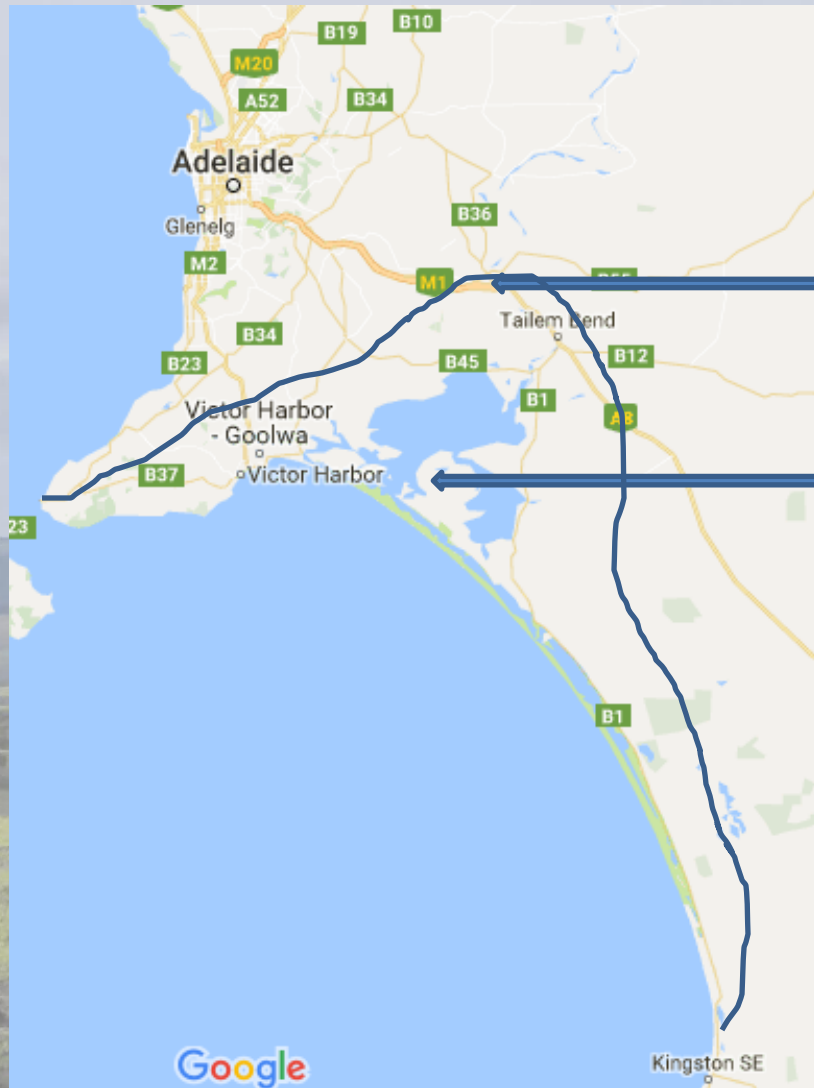 B10
B19
M20
A52
B34
Adelaide
Glenelg
B36
M2
M1
Tailem Bend
B34
B23
B45
B12
B1
A8
Victor Harbor
- Goolwa
B37
Victor Harbor
23
B1
Google
Kingston SE